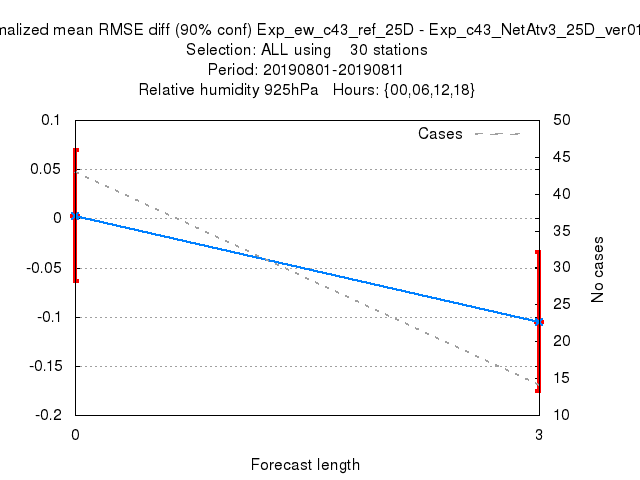 malized mean RMSE diff (90% conf) Exp_ew_c43_ref_25D - Exp_c43_NetAtv3_25D_ver01
Selection: ALL using    30 stations
Period: 20190801-20190811
Relative humidity 925hPa   Hours: {00,06,12,18}
Cases
0.1
0.05
0
-0.05
-0.1
-0.15
-0.2
50
45
40
35
30
25
20
15
10
No cases
0
3
Forecast length